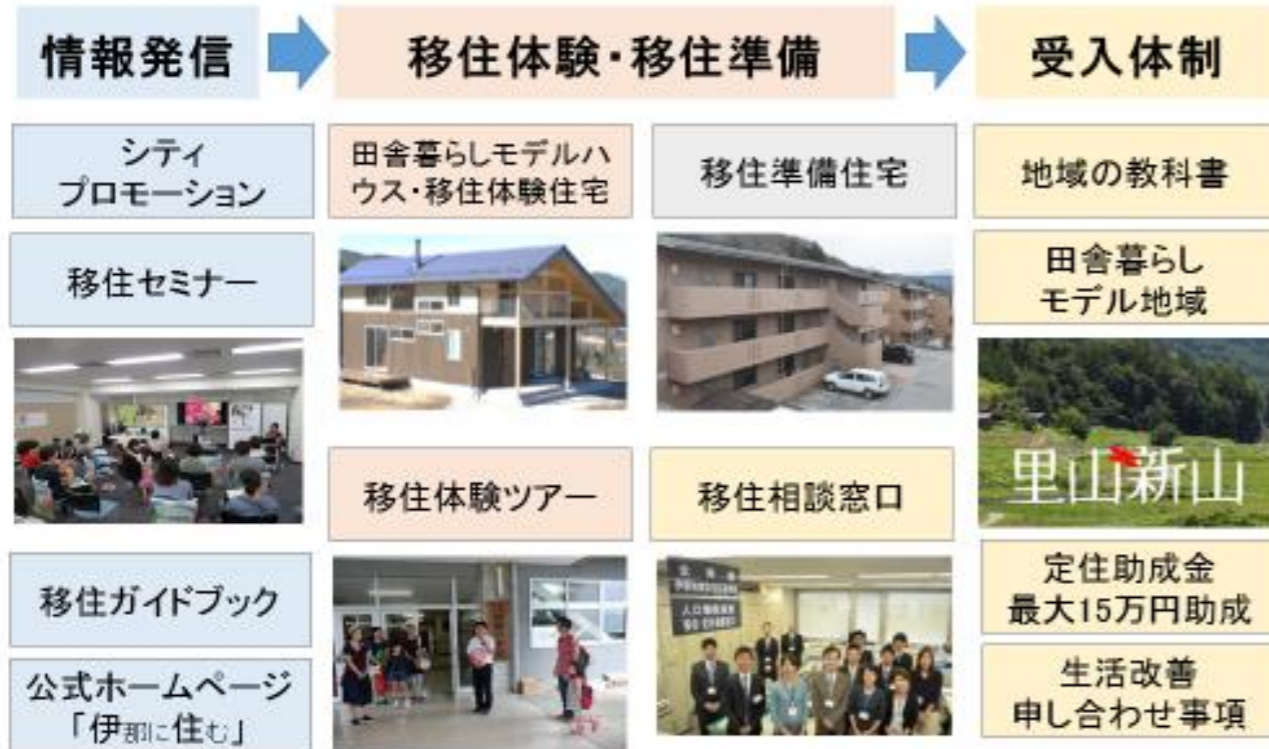 情報発信
移住体験・移住準備
受入体制
シティ
プロモーション
移住セミナー
移住ガイドブック
公式ホームページ
「伊那に住む」
田舎暮らしモデルハ
ウス・移住体験住宅
移住準備住宅
移住体験ツアー
移住相談窓口
地域の教科書
田舎暮らし
モデル地域
里山新山
定住助成金
最大15万円助成
生活改善
申し合わせ事項